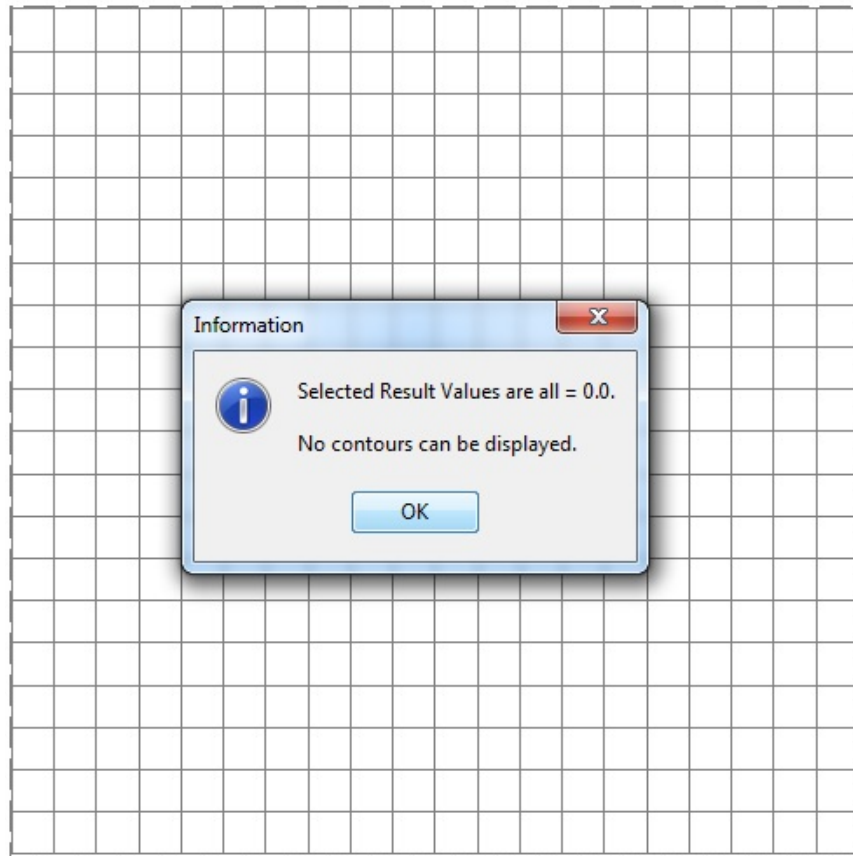 Information
Selected Result Values are all = 0.0.
No contours can be displayed.
OK